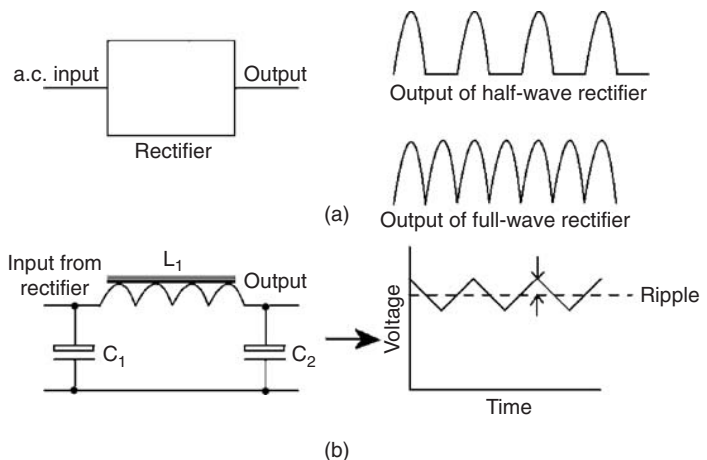 a.c. input
Output
Rectifier
Output of half-wave rectifier
Output of full-wave rectifier
(a)
Input from
rectifier
L1
Output
C1
C2
Voltage
Ripple
Time
(b)